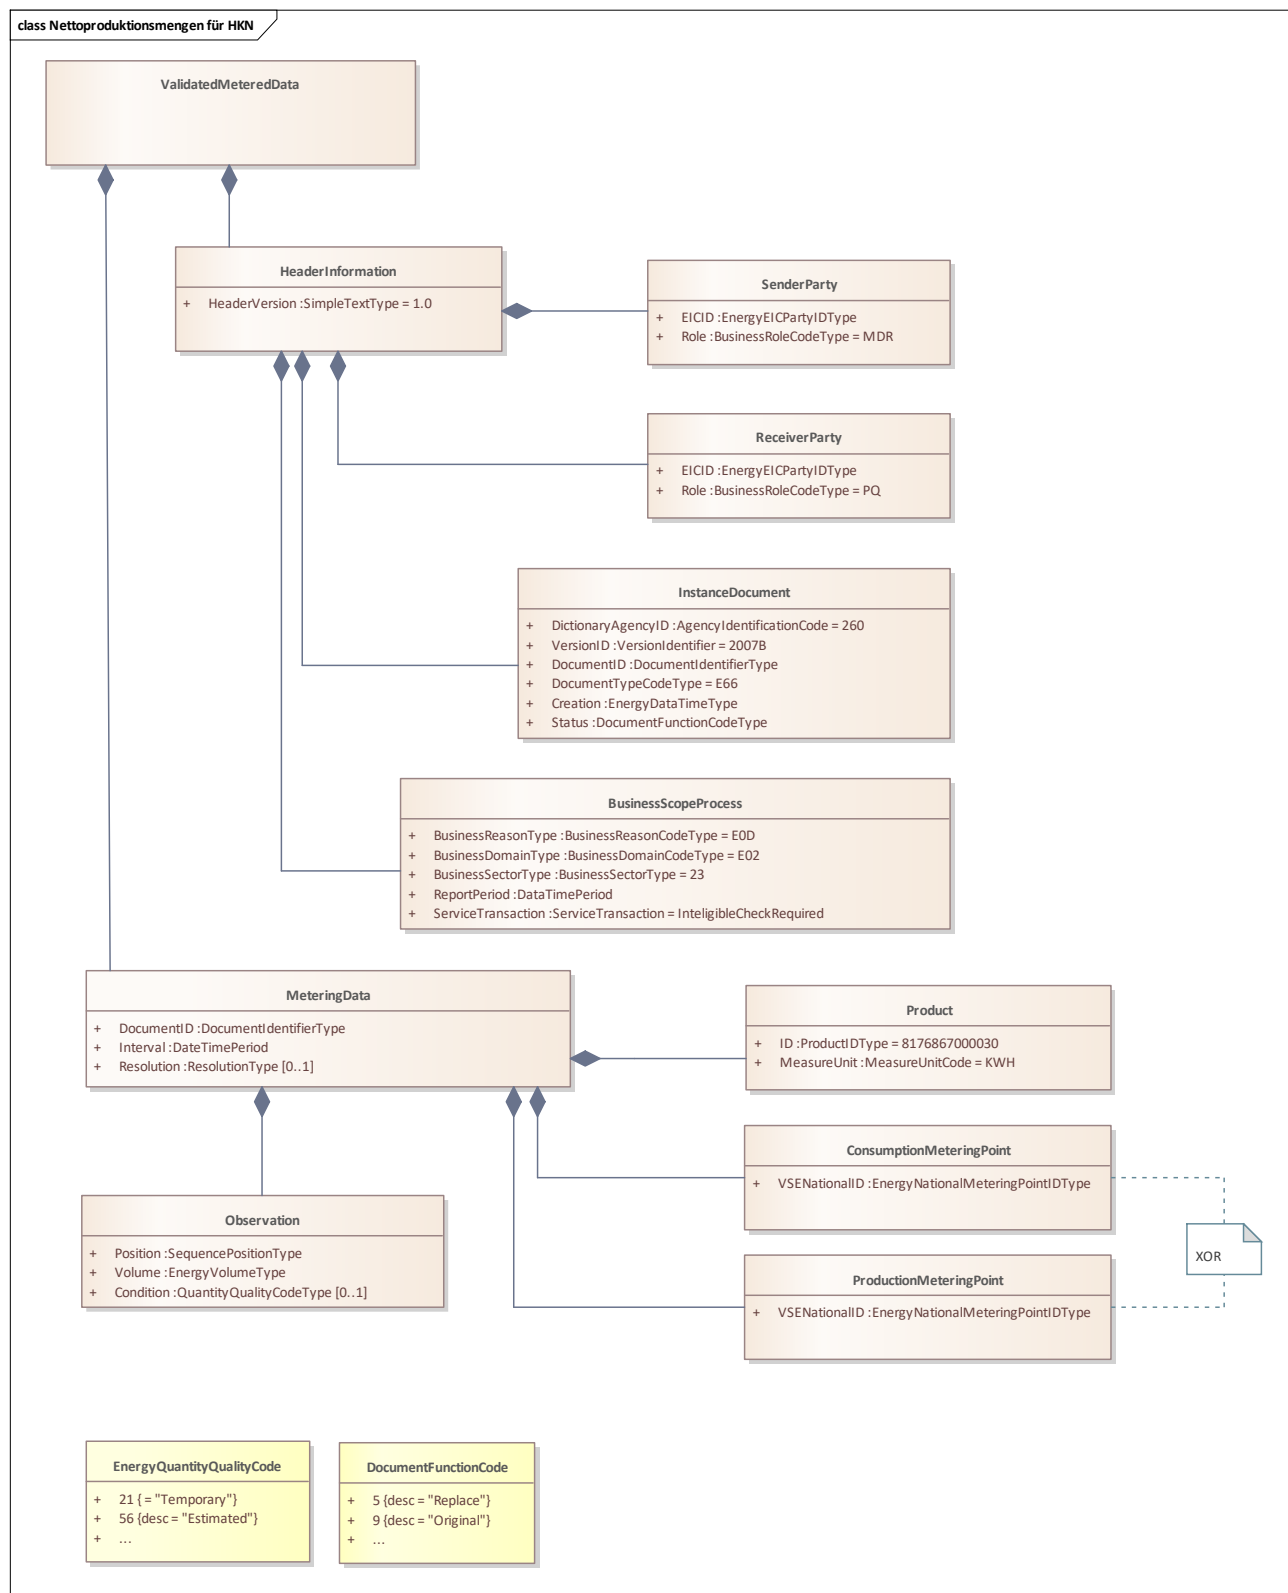 class Nettoproduktionsmengen für HKN
ValidatedMeteredData
HeaderInformation
+ HeaderVersion :SimpleTextType = 1.0
SenderParty
+ EICID :EnergyEICPartyIDType
+ Role :BusinessRoleCodeType = MDR
ReceiverParty
+ EICID :EnergyEICPartyIDType
+ Role :BusinessRoleCodeType = PQ
InstanceDocument
+ DictionaryAgencyID :AgencyIdentificationCode = 260
+ VersionID :VersionIdentifier = 2007B
+ DocumentID :DocumentIdentifierType
+ DocumentTypeCodeType = E66
+ Creation :EnergyDataTimeType
+ Status :DocumentFunctionCodeType
BusinessScopeProcess
+ BusinessReasonType :BusinessReasonCodeType = E0D
+ BusinessDomainType :BusinessDomainCodeType = E02
+ BusinessSectorType :BusinessSectorType = 23
+ ReportPeriod :DataTimePeriod
+ ServiceTransaction :ServiceTransaction = InteligibleCheckRequired
MeteringData
+ DocumentID :DocumentIdentifierType
+ Interval :DateTimePeriod
+ Resolution :ResolutionType [0..1]
Product
+ ID :ProductIDType = 8176867000030
+ MeasureUnit :MeasureUnitCode = KWH
ConsumptionMeteringPoint
+ VSENationalID :EnergyNationalMeteringPointIDType
Observation
+ Position :SequencePositionType
+ Volume :EnergyVolumeType
+ Condition :QuantityQualityCodeType [0..1]
XOR
ProductionMeteringPoint
+ VSENationalID :EnergyNationalMeteringPointIDType
EnergyQuantityQualityCode
+ 21 { = "Temporary"}
+ 56 {desc = "Estimated"}
+ ...
DocumentFunctionCode
+ 5 {desc = "Replace"}
+ 9 {desc = "Original"}
+ ...